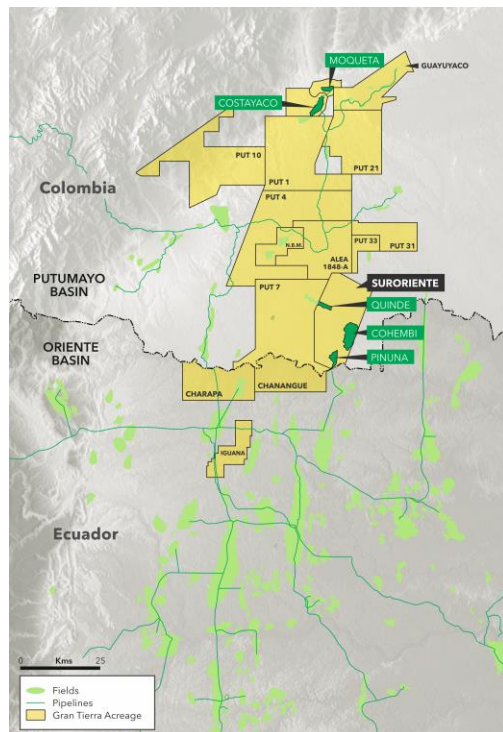 MOQUETA
GUAYUYACO
COSTAYACO
PUT 10
PUT 21
PUT 1
Colombia
PUT 4
N.B.M.
PUT 33
PUT 31
ALEA
1848-A
PUTUMAYO
BASIN
PUT 7
SURORIENTE
QUINDE
COHEMBI
ORIENTE
BASIN
PINUNA
CHARAPA
CHANANGUE
IGUANA
Ecuador
0 Kms 25
Fields
Pipelines
Gran Tierra Acreage